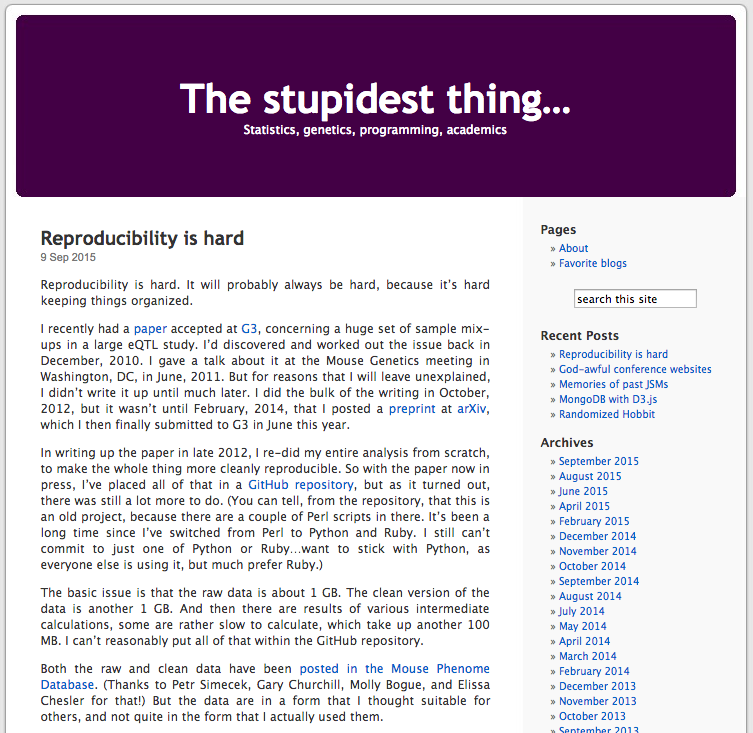 The stupidest thing...
Statistics, genetics, programming, academics
Reproducibility is hard
9 Sep 2015
Reproducibility is hard. It will probably always be hard, because it's hard
keeping things organized.
I recently had a paper accepted at G3, concerning a huge set of sample mix-
ups in a large eQTL study. I'd discovered and worked out the issue back in
December, 2010. I gave a talk about it at the Mouse Genetics meeting in
Washington, DC, in June, 2011. But for reasons that I will leave unexplained,
I didn't write it up until much later. I did the bulk of the writing in October,
2012, but it wasn't until February, 2014, that I posted a preprint at arXiv,
which I then finally submitted to G3 in June this year.
In writing up the paper in late 2012, I re-did my entire analysis from scratch,
to make the whole thing more cleanly reproducible. So with the paper now in
press, I've placed all of that in a GitHub repository, but as it turned out,
there was still a lot more to do. (You can tell, from the repository, that this is
an old project, because there are a couple of Perl scripts in there. It's been a
long time since I've switched from Perl to Python and Ruby. I still can't
commit to just one of Python or Ruby...want to stick with Python, as
everyone else is using it, but much prefer Ruby.)
The basic issue is that the raw data is about 1 GB. The clean version of the
data is another 1 GB. And then there are results of various intermediate
calculations, some are rather slow to calculate, which take up another 100
MB. I can't reasonably put all of that within the GitHub repository.
Both the raw and clean data have been posted in the Mouse Phenome
Database. (Thanks to Petr Simecek, Gary Churchill, Molly Bogue, and Elissa
Chesler for that!) But the data are in a form that I thought suitable for
others, and not quite in the form that I actually used them.
Pages
» About
» Favorite blogs
search this site
Recent Posts
» Reproducibility is hard
» God-awful conference websites
» Memories of past JSMs
» MongoDB with D3.js
» Randomized Hobbit
Archives
» September 2015
» August 2015
» June 2015
» April 2015
» February 2015
» December 2014
» November 2014
» October 2014
» September 2014
» August 2014
» July 2014
» May 2014
» April 2014
» March 2014
» February 2014
» December 2013
» November 2013
» October 2013
» September 2013